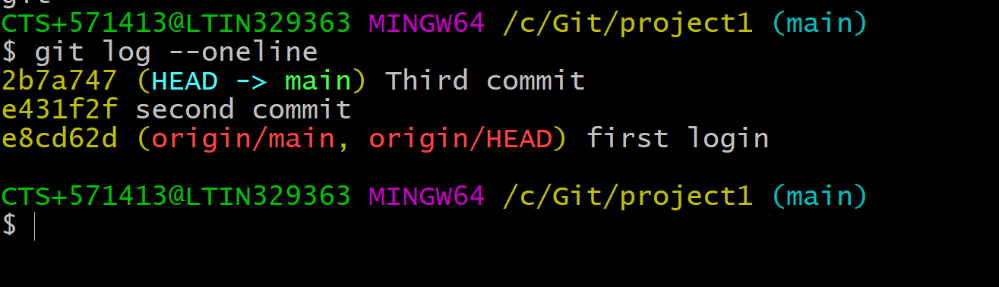 git
CTS+571413@LTIN329363 MINGW64 /c/Git/project1 (main)
$ git log --oneline
2b7a747 (HEAD -> main) Third commit
e431f2f second commit
e8cd62d (origin/main, origin/HEAD) first login
CTS+571413@LTIN329363 MINGW64 /c/Git/project1 (main)
$